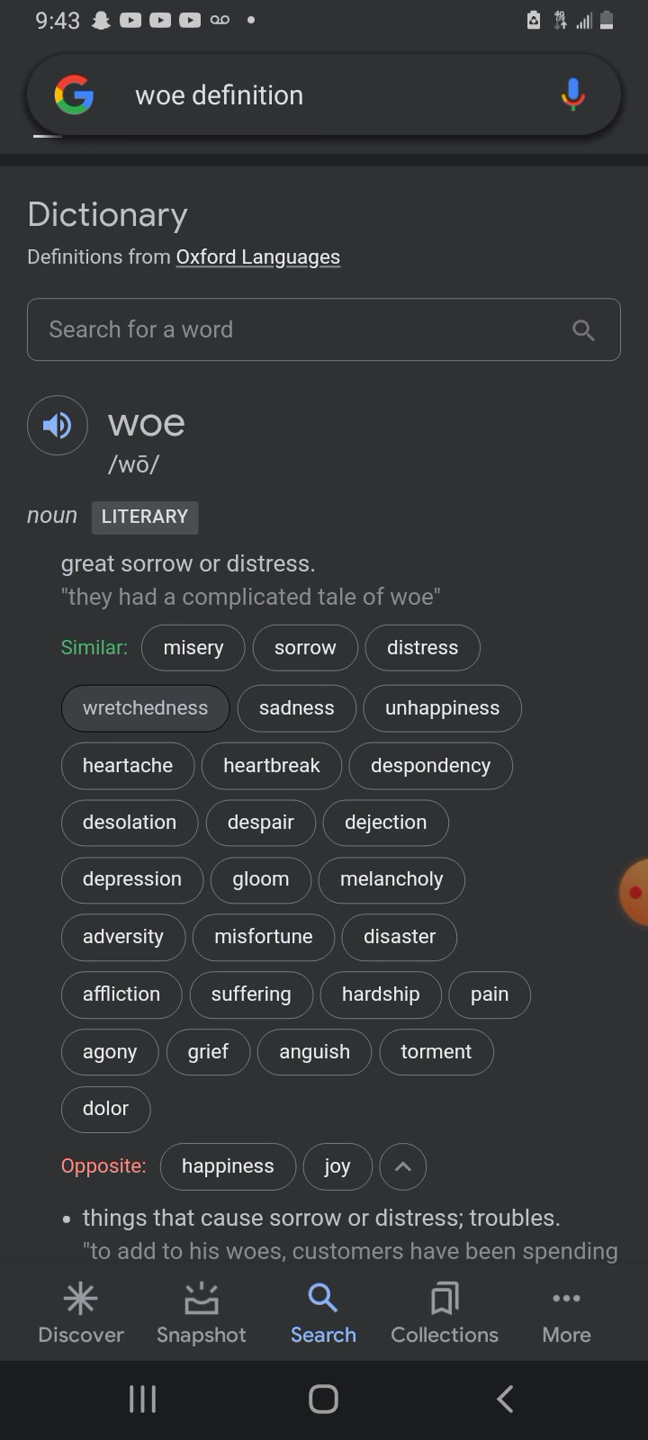 9:43
woe definition
Dictionary
Definitions from Oxford Languages
Search for a word
woe
/wō/
noun LITERARY
great sorrow or distress.
"they had a complicated tale of woe"
Similar: misery sorrow distress
wretchedness sadness unhappiness
heartache heartbreak despondency
desolation despair dejection
depression gloom melancholy
adversity misfortune disaster
affliction suffering hardship pain
agony grief anguish torment
dolor
Opposite: happiness joy
• things that cause sorrow or distress; troubles.
"to add to his woes, customers have been spending
Discover Snapshot Search Collections More